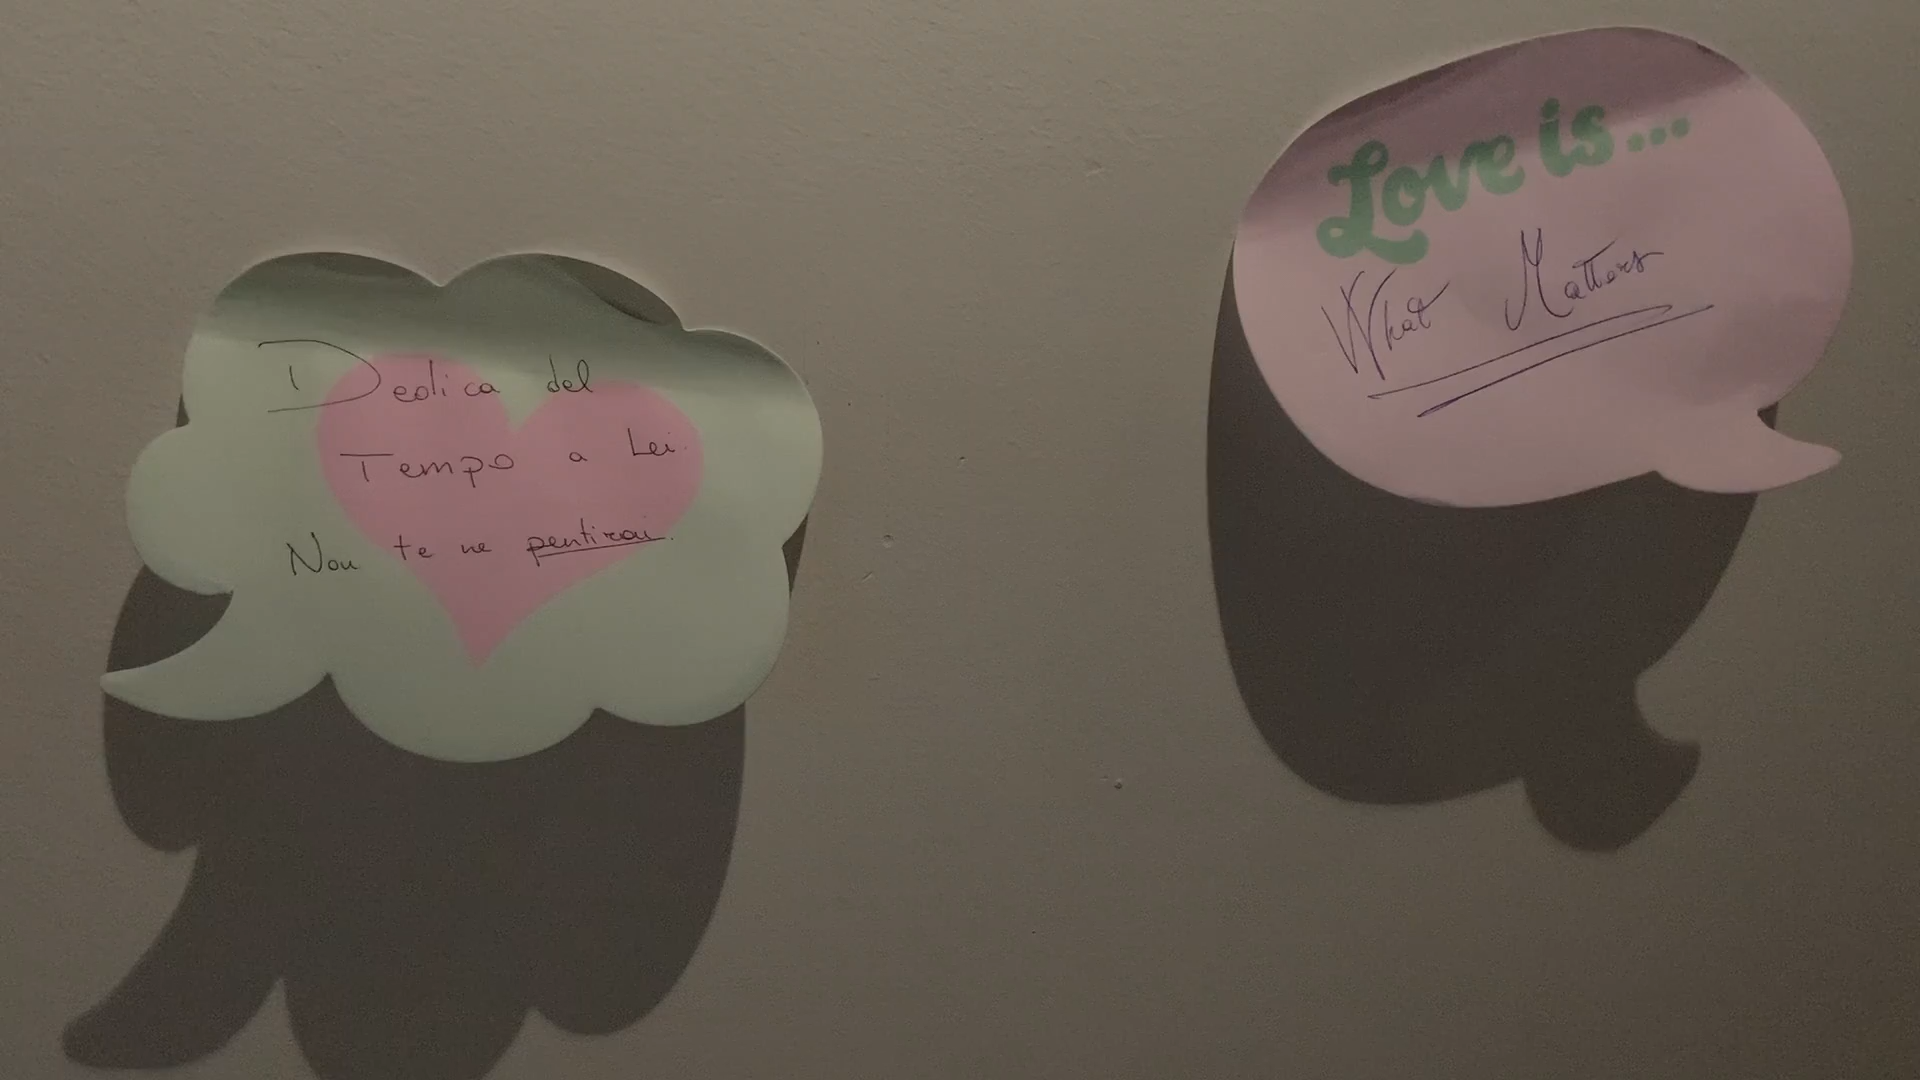 Dedica del
Tempo a Lei.
Non te ne pentirai.
Love is...
What Matters